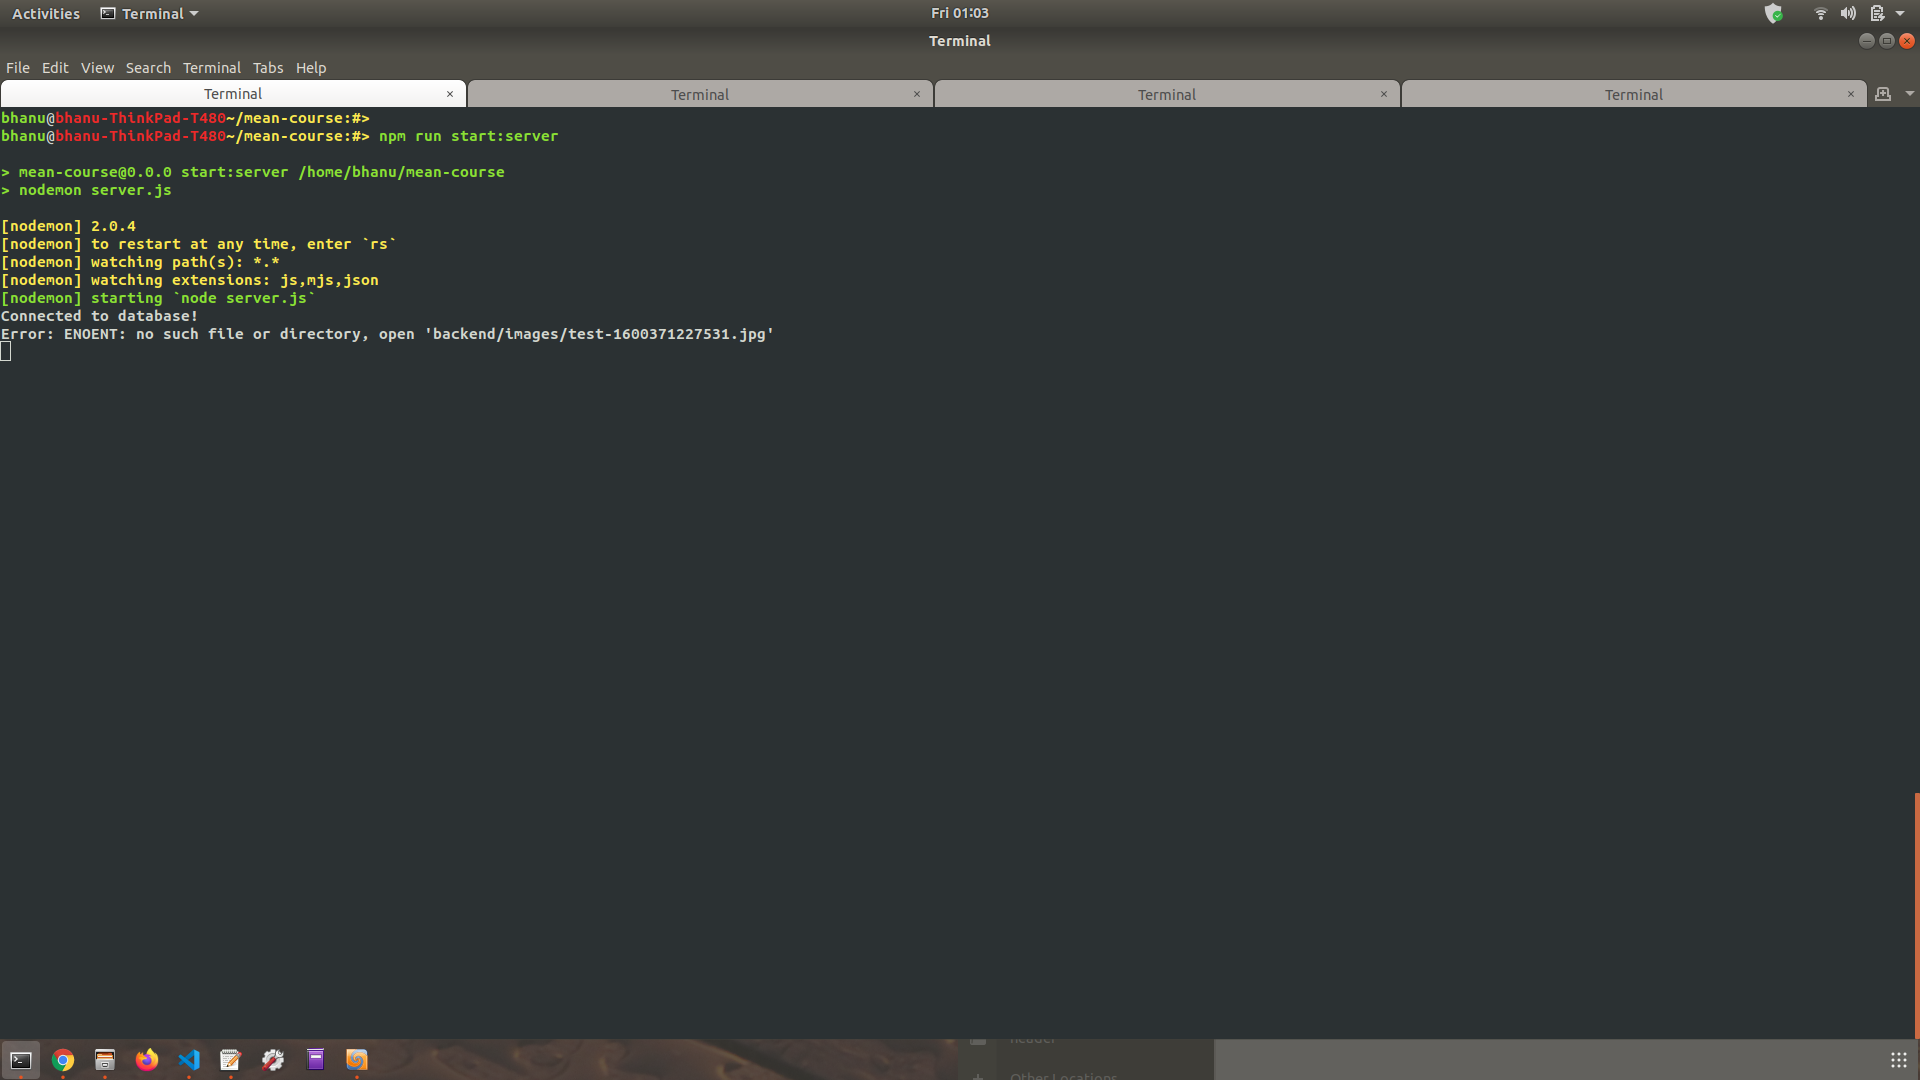 Activities Terminal Fri 01:03
Terminal
File Edit View Search Terminal Tabs Help
Terminal × Terminal × Terminal × Terminal ×
bhanu@bhanu-ThinkPad-T480~/mean-course:#>
bhanu@bhanu-ThinkPad-T480~/mean-course:#> npm run start:server
> mean-course@0.0.0 start:server /home/bhanu/mean-course
> nodemon server.js
[nodemon] 2.0.4
[nodemon] to restart at any time, enter `rs`
[nodemon] watching path(s): *.*
[nodemon] watching extensions: js,mjs,json
[nodemon] starting `node server.js`
Connected to database!
Error: ENOENT: no such file or directory, open 'backend/images/test-1600371227531.jpg'
header
Other Locations